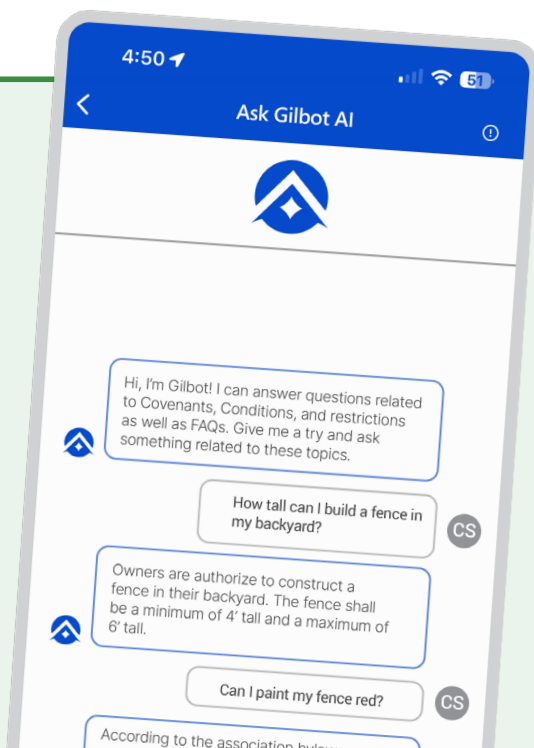 4:50
51
Ask Gilbot AI
Hi, I'm Gilbot! I can answer questions related
to Covenants, Conditions, and restrictions
as well as FAQs. Give me a try and ask
something related to these topics.
How tall can I build a fence in
my backyard?
CS
Owners are authorize to construct a
fence in their backyard. The fence shall
be a minimum of 4' tall and a maximum of
6' tall.
Can I paint my fence red?
CS
According to the association